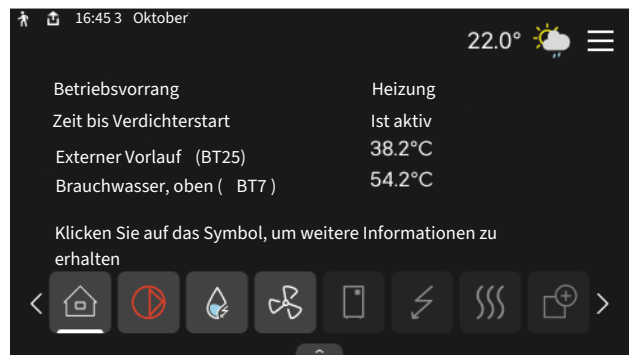 16:45 3 Oktober
22.0°
Betriebsvorrang Heizung
Zeit bis Verdichterstart Ist aktiv
Externer Vorlauf (BT25) 38.2°C
Brauchwasser, oben ( BT7 ) 54.2°C
Klicken Sie auf das Symbol, um weitere Informationen zu
erhalten